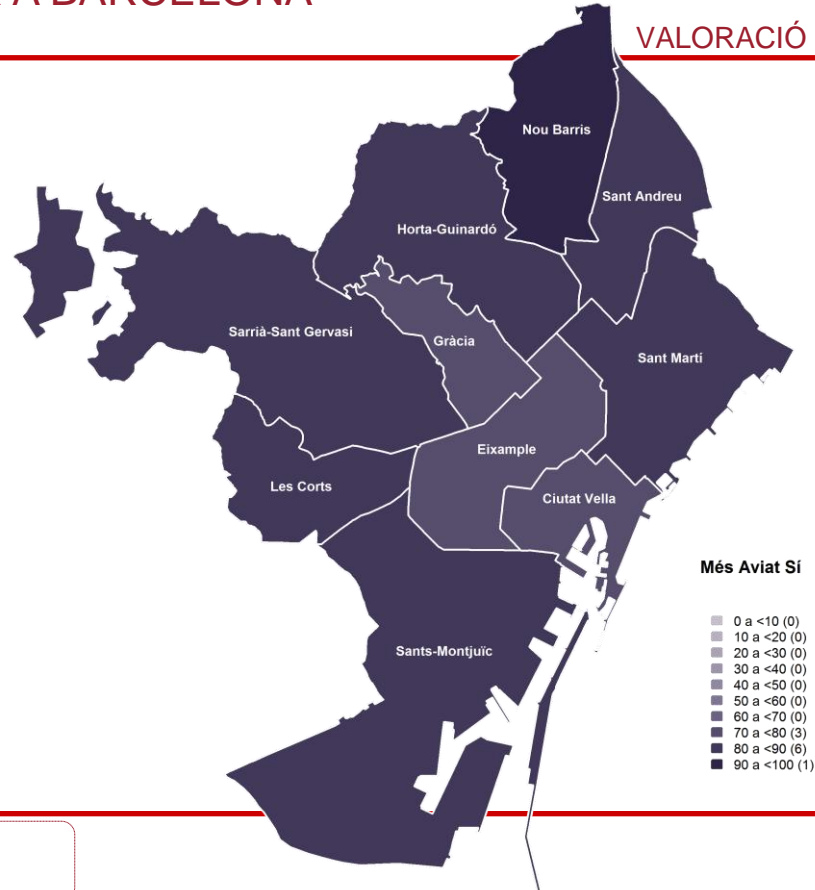 A BARCELONA
VALORACIÓ
Nou Barris
Sant Andreu
Horta-Guinardó
Sarrià-Sant Gervasi
Gràcia
Sant Martí
Eixample
Les Corts
Ciutat Vella
Sants-Montjuïc
Més Aviat Sí
0 a <10 (0)
10 a <20 (0)
20 a <30 (0)
30 a <40 (0)
40 a <50 (0)
50 a <60 (0)
60 a <70 (0)
70 a <80 (3)
80 a <90 (6)
90 a <100 (1)